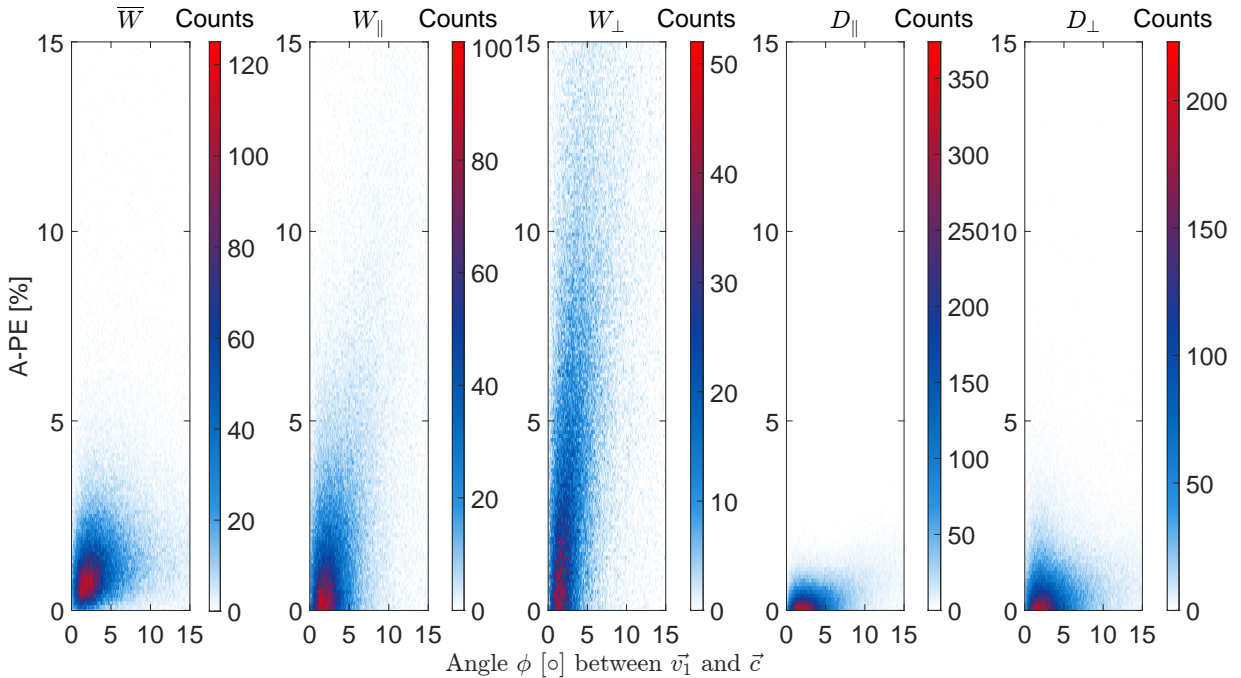 W̅ Counts W∥ Counts W⊥ Counts D∥ Counts D⊥ Counts
15 120 15 100 15 50 15 350 15 200
100 80 40 300
10 80 10 60 10 30 10 250 10 150
60 40 20 200 100
5 40 5 5 5 150 5
20 20 10 100 50
50
0 0 0 0 0 0 0 0 0 0
0 5 10 15 0 5 10 15 0 5 10 15 0 5 10 15 0 5 10 15
A-PE [%]
Angle ϕ [∘] between v⃗₁ and c⃗